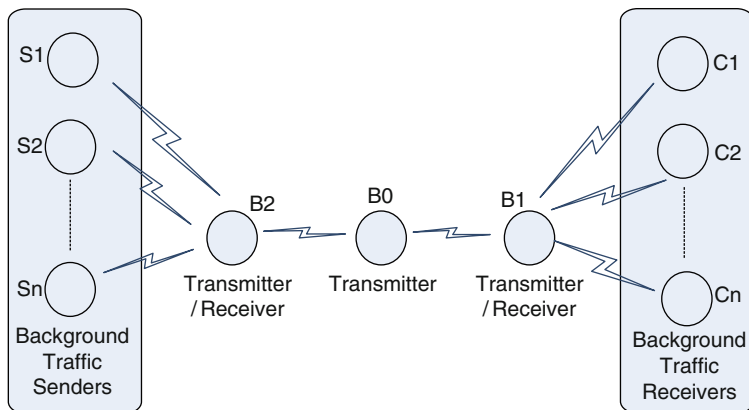 S1
S2
Sn
Background
Traffic
Senders
B2
Transmitter
/Receiver
B0
Transmitter
B1
Transmitter
/Receiver
C1
C2
Cn
Background
Traffic
Receivers